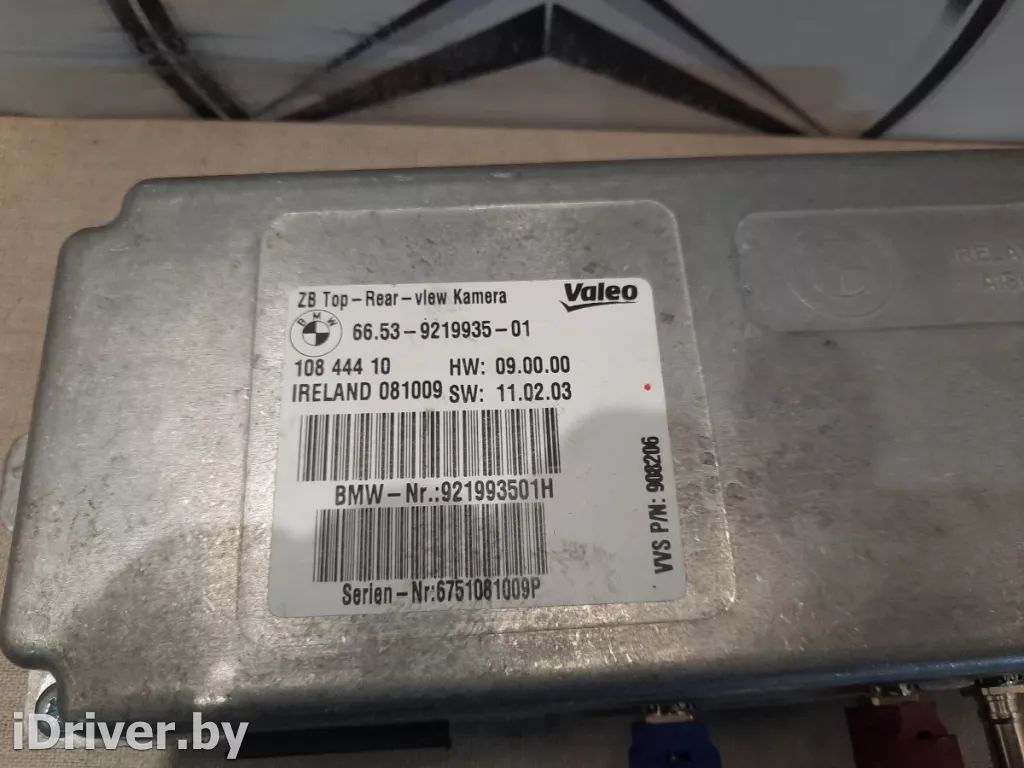 ZB Top-Rear-view Kamera
Valeo
BMW
66.53-9219935-01
108 444 10 HW: 09.00.00
IRELAND 081009 SW: 11.02.03
BMW-Nr.:921993501H
Serien-Nr:6751081009P
VVS P/N: 908206
iDriver.by